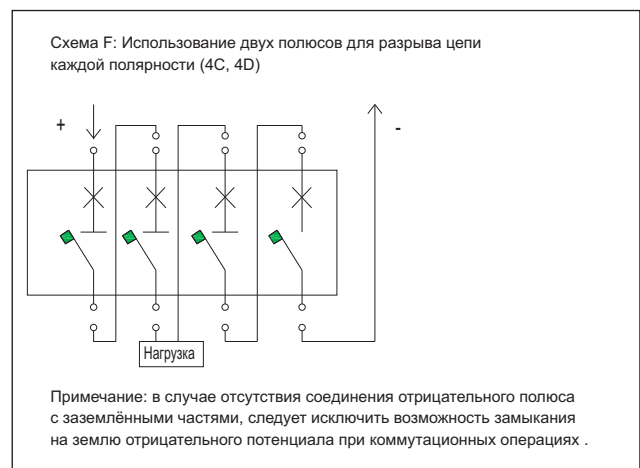 Схема F: Использование двух полюсов для разрыва цепи
каждой полярности (4C, 4D)
+ -
Нагрузка
Примечание: в случае отсутствия соединения отрицательного полюса
с заземлёнными частями, следует исключить возможность замыкания
на землю отрицательного потенциала при коммутационных операциях .